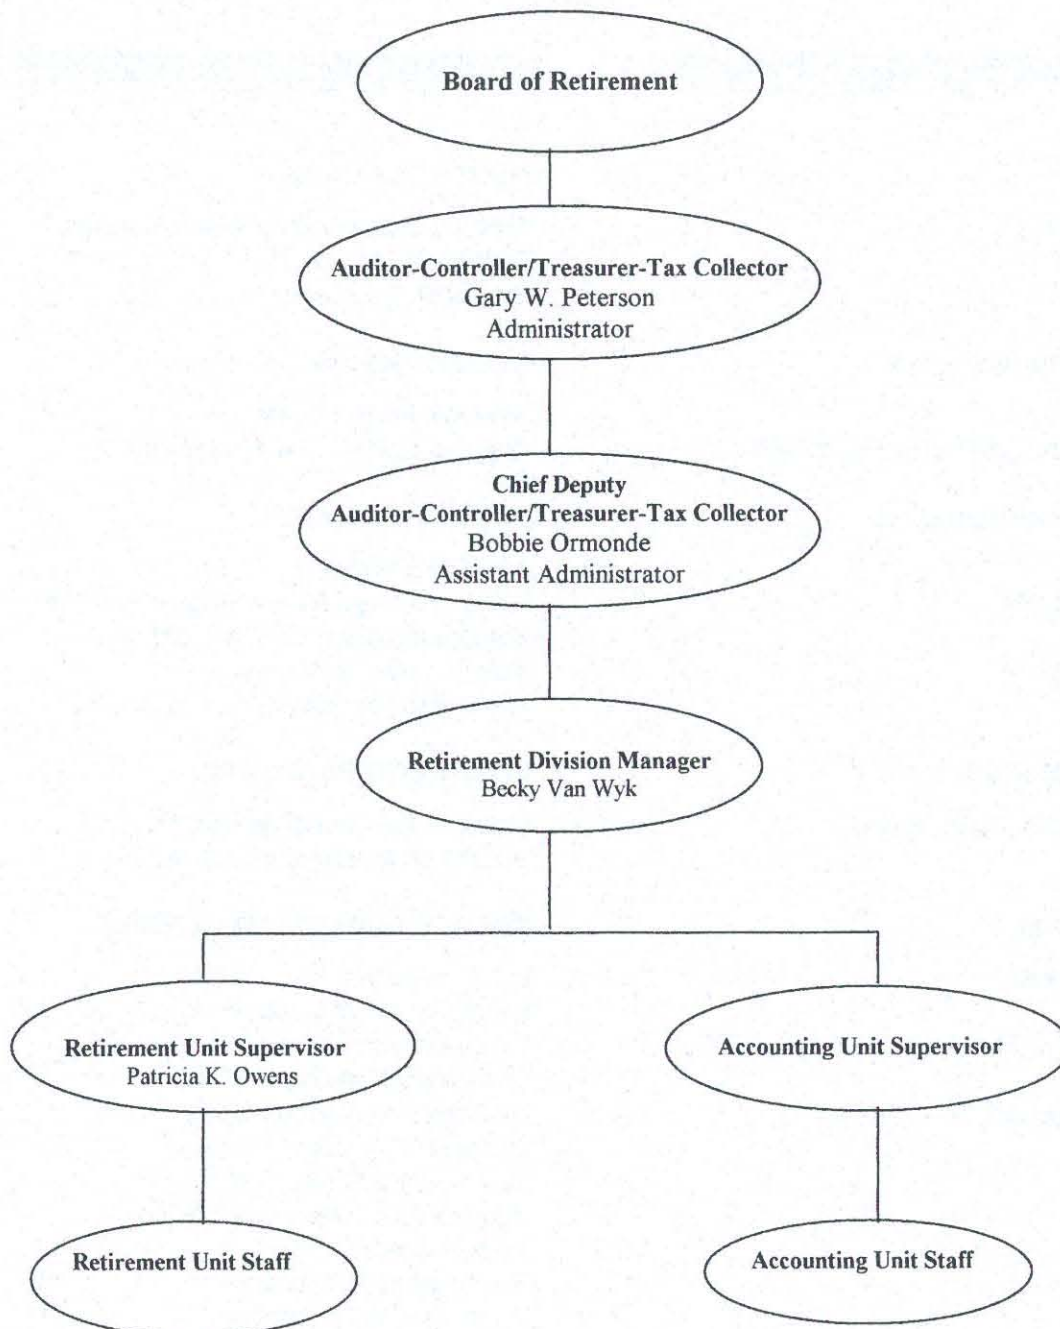 Board of Retirement
Auditor-Controller/Treasurer-Tax Collector
Gary W. Peterson
Administrator
Chief Deputy
Auditor-Controller/Treasurer-Tax Collector
Bobbie Ormonde
Assistant Administrator
Retirement Division Manager
Becky Van Wyk
Retirement Unit Supervisor
Patricia K. Owens
Accounting Unit Supervisor
Retirement Unit Staff
Accounting Unit Staff